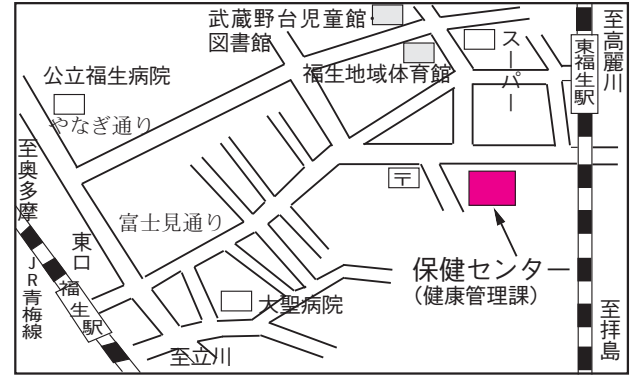 武蔵野台児童館・
図書館
スーパー
至高麗川
東福生駅
公立福生病院
福生地域体育館
やなぎ通り
至奥多摩
〒
富士見通り
東口
JR青梅線
福生駅
保健センター
(健康管理課)
大聖病院
至拝島
至立川